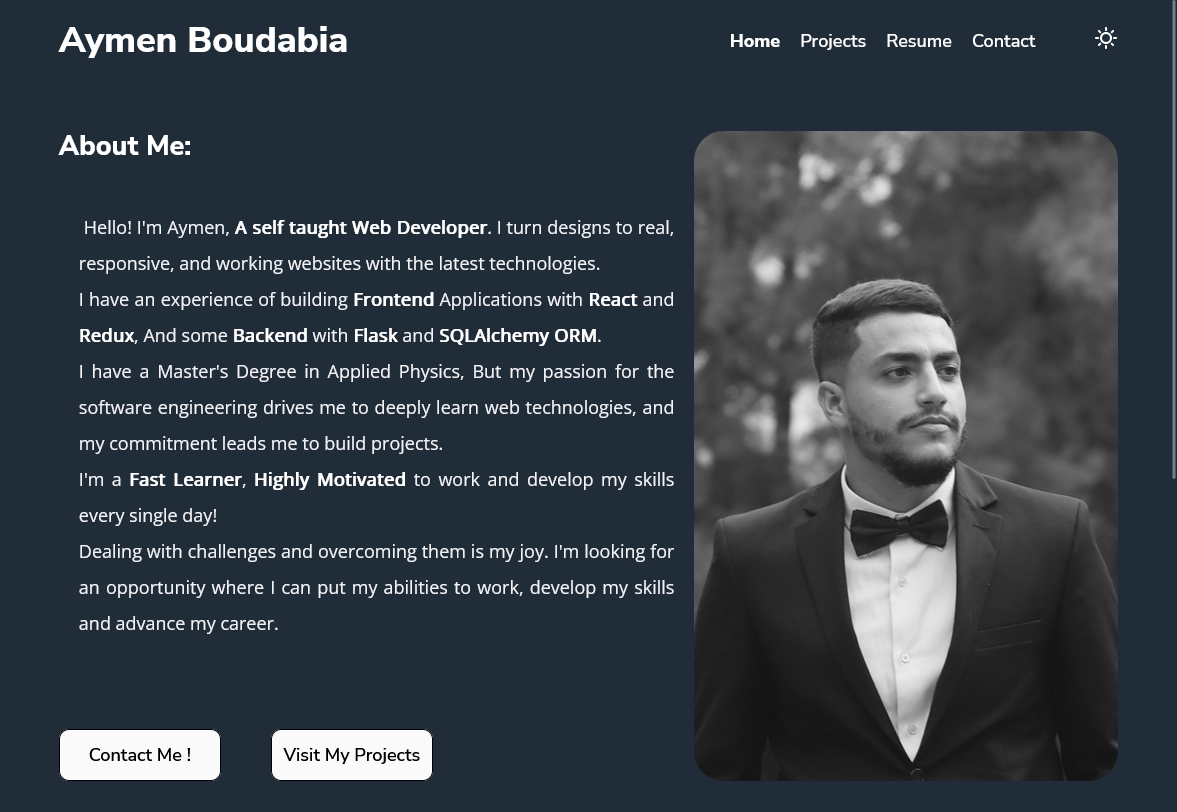 Aymen Boudabia
Home Projects Resume Contact
About Me:
Hello! I'm Aymen, A self taught Web Developer. I turn designs to real,
responsive, and working websites with the latest technologies.
I have an experience of building Frontend Applications with React and
Redux, And some Backend with Flask and SQLAlchemy ORM.
I have a Master's Degree in Applied Physics, But my passion for the
software engineering drives me to deeply learn web technologies, and
my commitment leads me to build projects.
I'm a Fast Learner, Highly Motivated to work and develop my skills
every single day!
Dealing with challenges and overcoming them is my joy. I'm looking for
an opportunity where I can put my abilities to work, develop my skills
and advance my career.
Contact Me !
Visit My Projects